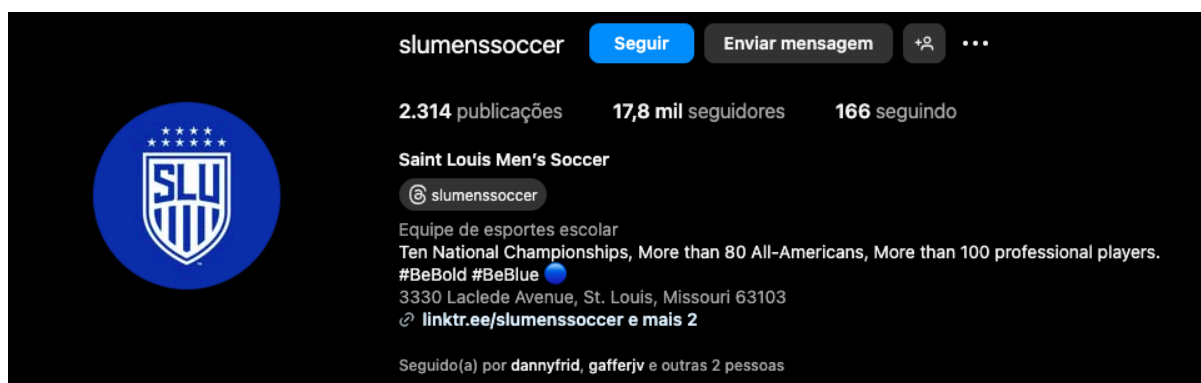 slumenssoccer Seguir Enviar mensagem
2.314 publicações 17,8 mil seguidores 166 seguindo
SLU
Saint Louis Men's Soccer
slumenssoccer
Equipe de esportes escolar
Ten National Championships, More than 80 All-Americans, More than 100 professional players.
#BeBold #BeBlue
3330 Laclede Avenue, St. Louis, Missouri 63103
linktr.ee/slumenssoccer e mais 2
Seguido(a) por dannyfrid, gafferjv e outras 2 pessoas